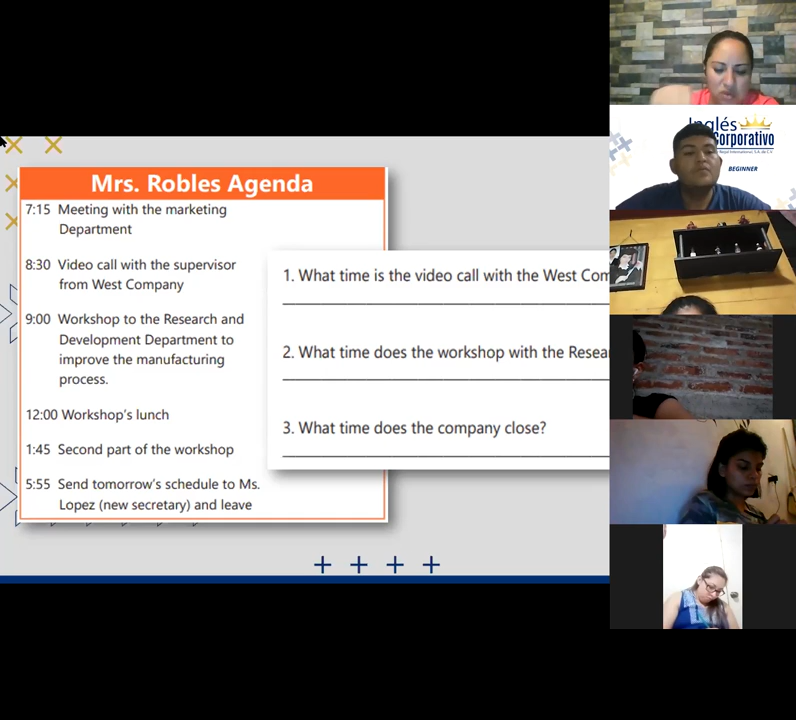 Mrs. Robles Agenda
7:15 Meeting with the marketing
Department
8:30 Video call with the supervisor
from West Company
9:00 Workshop to the Research and
Development Department to
improve the manufacturing
process.
12:00 Workshop's lunch
1:45 Second part of the workshop
5:55 Send tomorrow's schedule to Ms.
Lopez (new secretary) and leave
1. What time is the video call with the West Com
2. What time does the workshop with the Resea
3. What time does the company close?
Inglés
Corporativo
BEGINNER